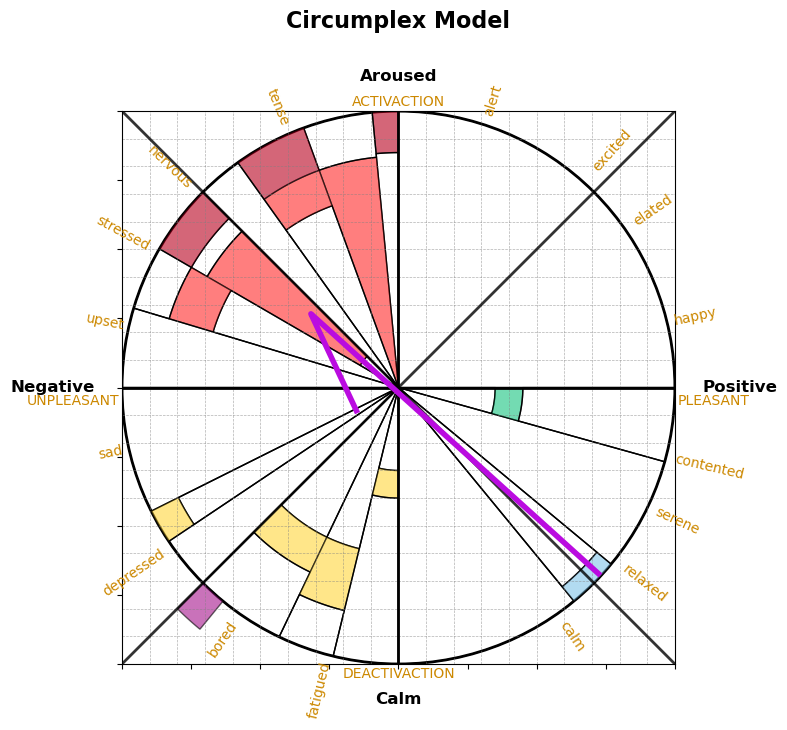 Circumplex Model
Aroused
ACTIVACTION
alert
tense
excited
nervous
elated
stressed
upset
happy
Negative
Positive
UNPLEASANT
PLEASANT
sad
contented
serene
depressed
relaxed
bored
calm
fatigued
DEACTIVACTION
Calm